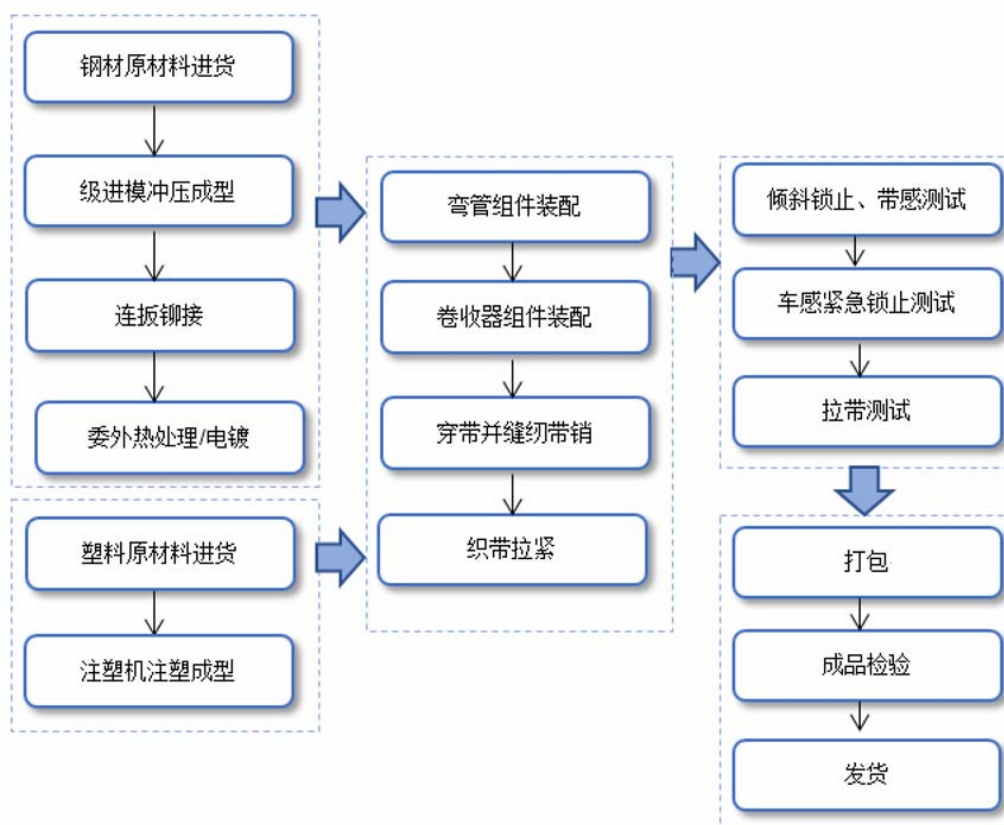 钢材原材料进货
级进模冲压成型
连扳铆接
委外热处理/电镀
塑料原材料进货
注塑机注塑成型
弯管组件装配
卷收器组件装配
穿带并缝纫带销
织带拉紧
倾斜锁止、带感测试
车感紧急锁止测试
拉带测试
打包
成品检验
发货